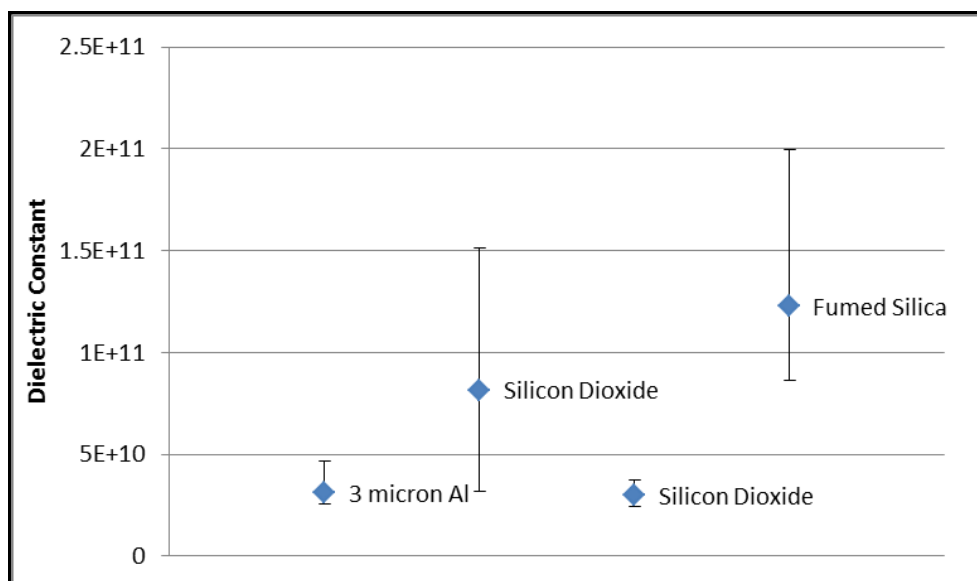 2.5E+11
2E+11
1.5E+11
1E+11
5E+10
0
Dielectric Constant
3 micron Al
Silicon Dioxide
Silicon Dioxide
Fumed Silica